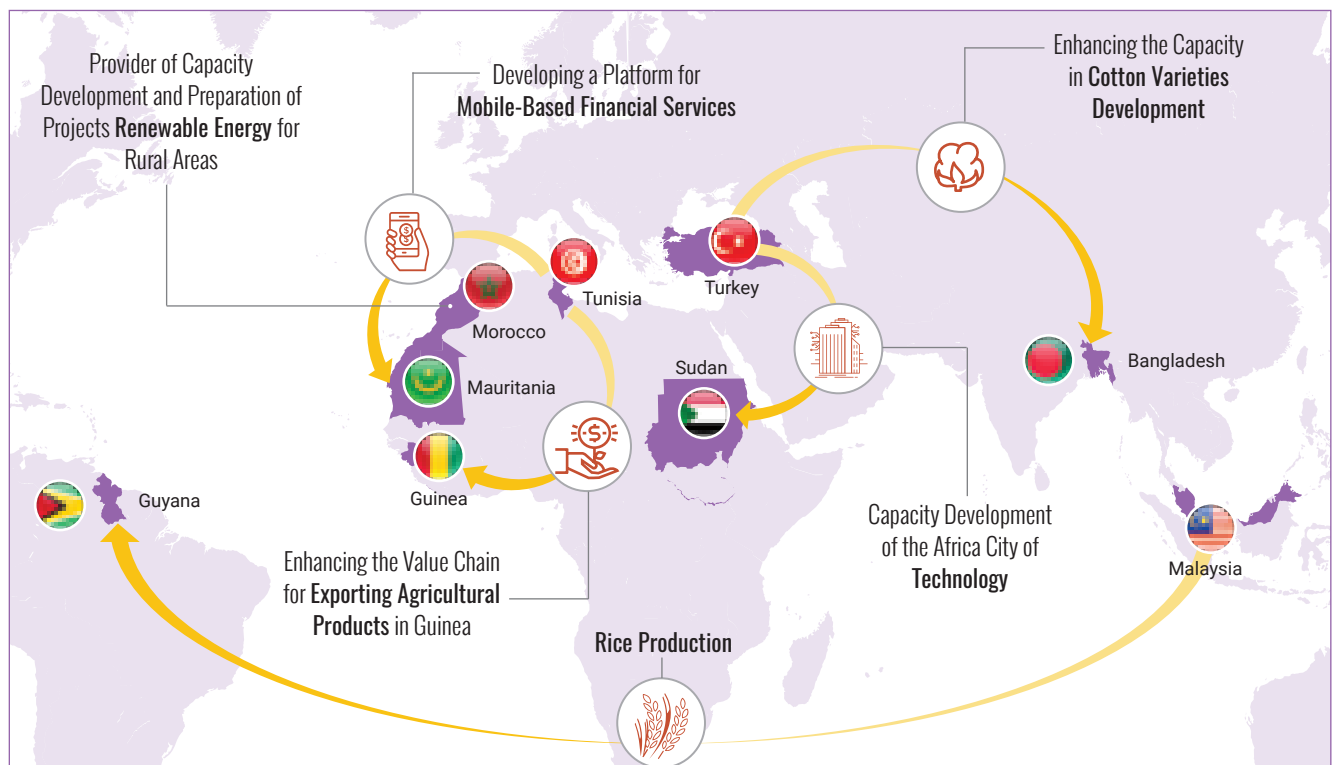 Provider of Capacity
Development and Preparation of
Projects Renewable Energy for
Rural Areas
Developing a Platform for
Mobile-Based Financial Services
Enhancing the Capacity
in Cotton Varieties
Development
Tunisia
Turkey
Morocco
Mauritania
Sudan
Bangladesh
Guinea
Guyana
Malaysia
Capacity Development
of the Africa City of
Technology
Enhancing the Value Chain
for Exporting Agricultural
Products in Guinea
Rice Production